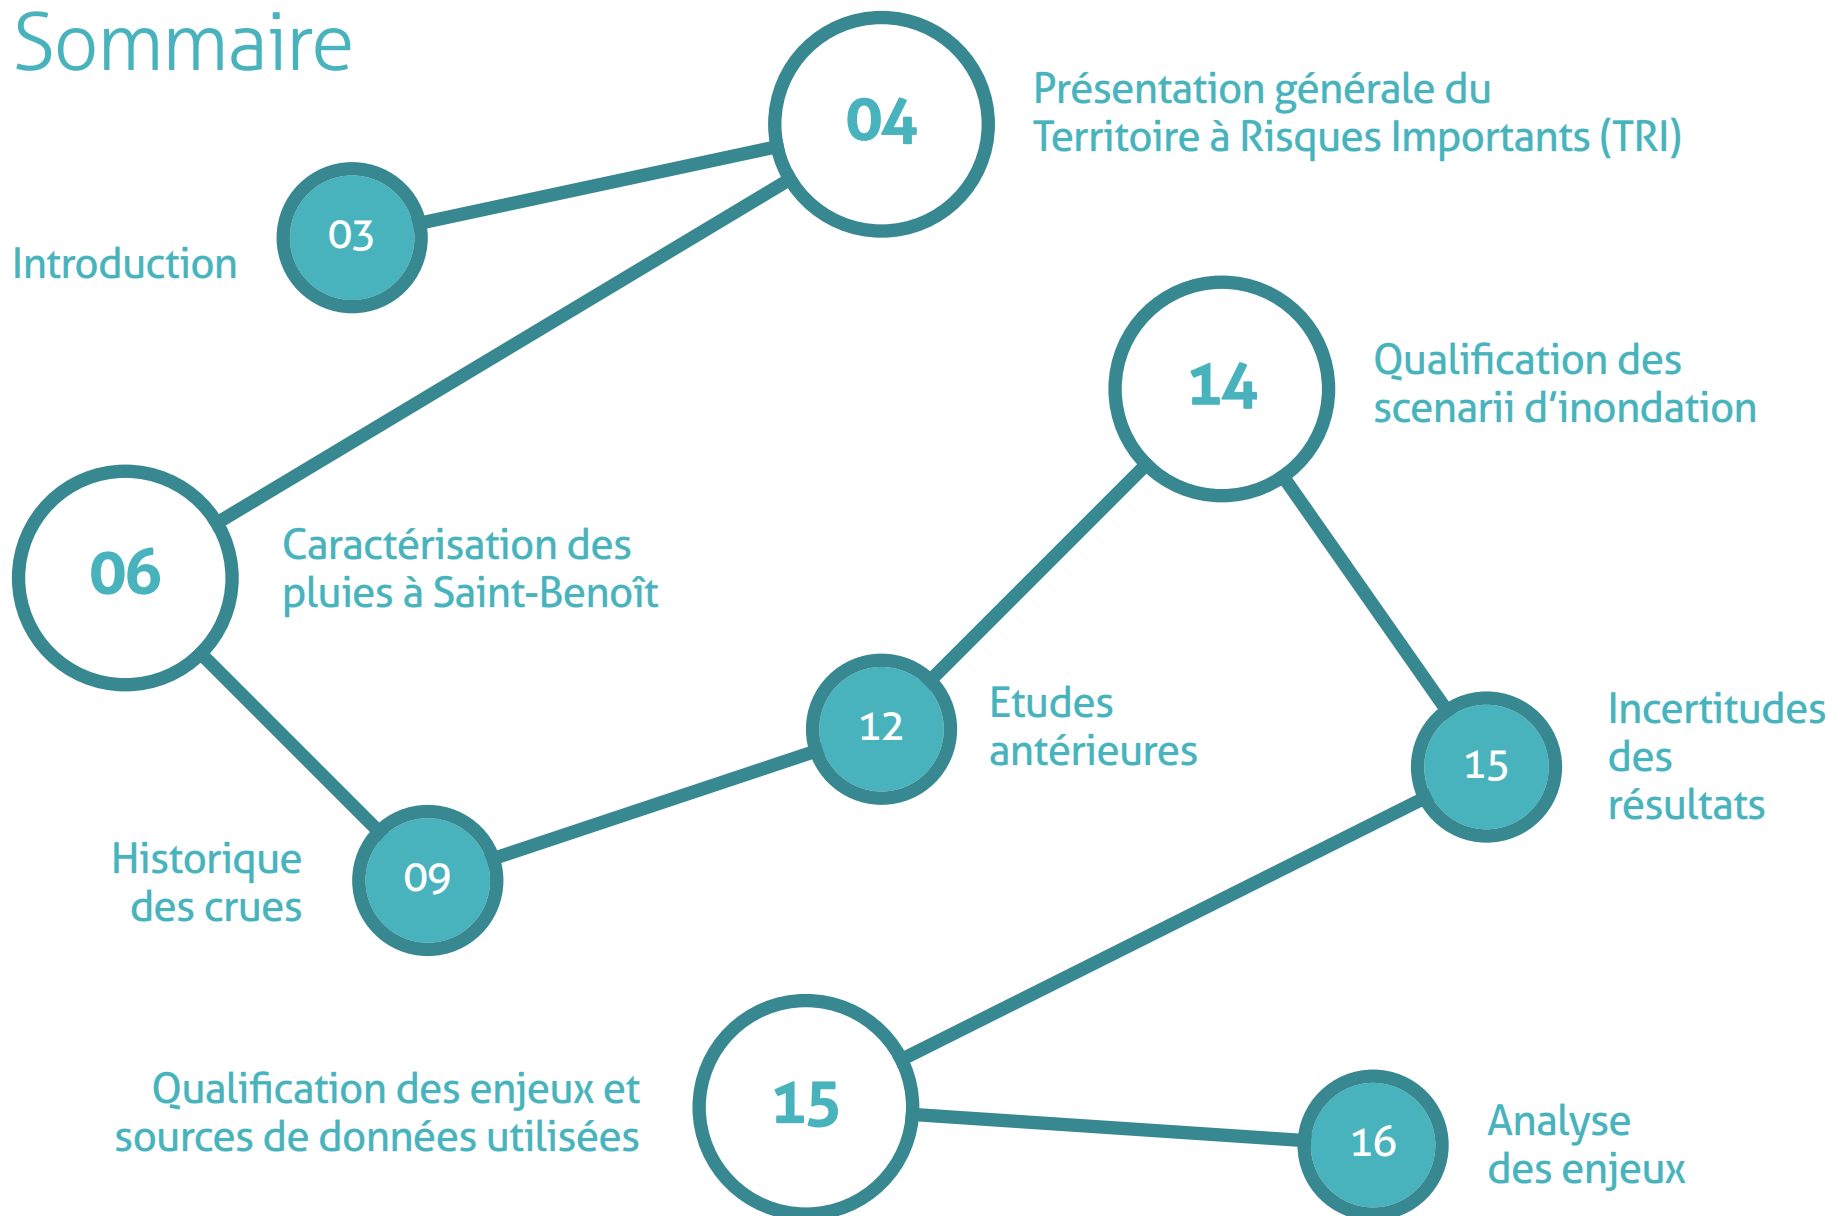 Sommaire
03
Introduction
04
Présentation générale du
Territoire à Risques Importants (TRI)
06
Caractérisation des
pluies à Saint-Benoît
09
Historique
des crues
12
Etudes
antérieures
14
Qualification des
scenarii d’inondation
15
Incertitudes
des
résultats
15
Qualification des enjeux et
sources de données utilisées
16
Analyse
des enjeux